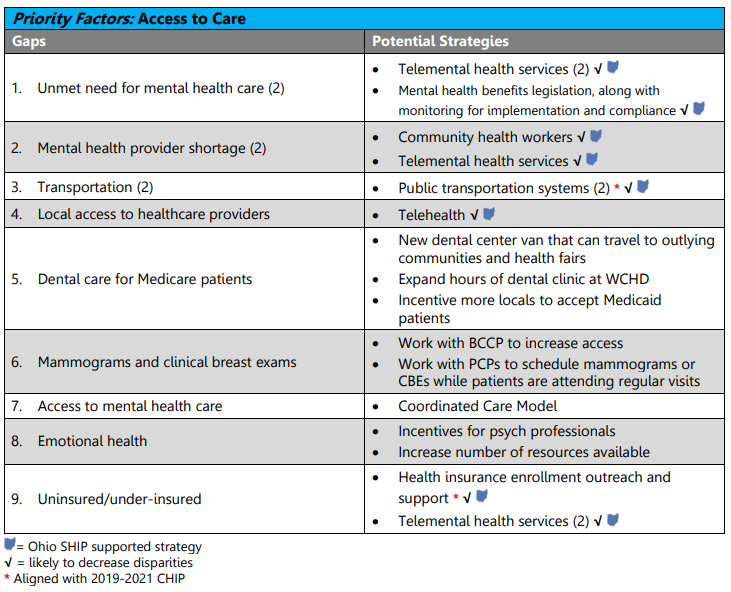 Priority Factors: Access to Care
Gaps
Potential Strategies
1. Unmet need for mental health care (2)
• Telemental health services (2) √
• Mental health benefits legislation, along with
monitoring for implementation and compliance √
2. Mental health provider shortage (2)
• Community health workers √
• Telemental health services √
3. Transportation (2)
• Public transportation systems (2) * √
4. Local access to healthcare providers
• Telehealth √
5. Dental care for Medicare patients
• New dental center van that can travel to outlying
communities and health fairs
• Expand hours of dental clinic at WCHD
• Incentive more locals to accept Medicaid
patients
6. Mammograms and clinical breast exams
• Work with BCCP to increase access
• Work with PCPs to schedule mammograms or
CBEs while patients are attending regular visits
7. Access to mental health care
• Coordinated Care Model
8. Emotional health
• Incentives for psych professionals
• Increase number of resources available
9. Uninsured/under-insured
• Health insurance enrollment outreach and
support * √
• Telemental health services (2) √
= Ohio SHIP supported strategy
√ = likely to decrease disparities
* Aligned with 2019-2021 CHIP